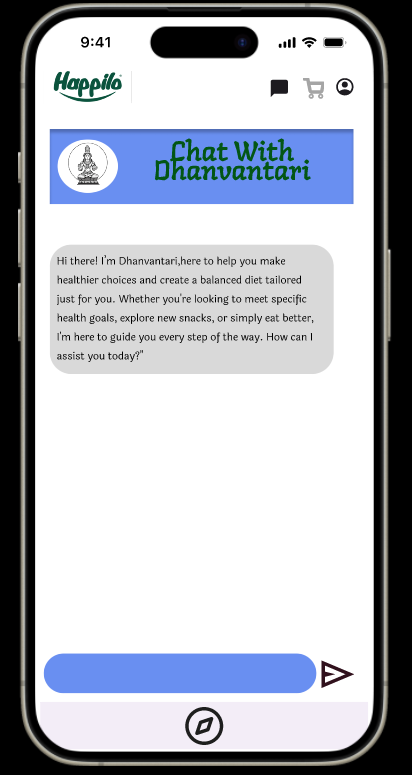 9:41
Happilo
Chat With
Dhanvantari
Hi there! I'm Dhanvantari,here to help you make
healthier choices and create a balanced diet tailored
just for you. Whether you're looking to meet specific
health goals, explore new snacks, or simply eat better,
I'm here to guide you every step of the way. How can I
assist you today?"